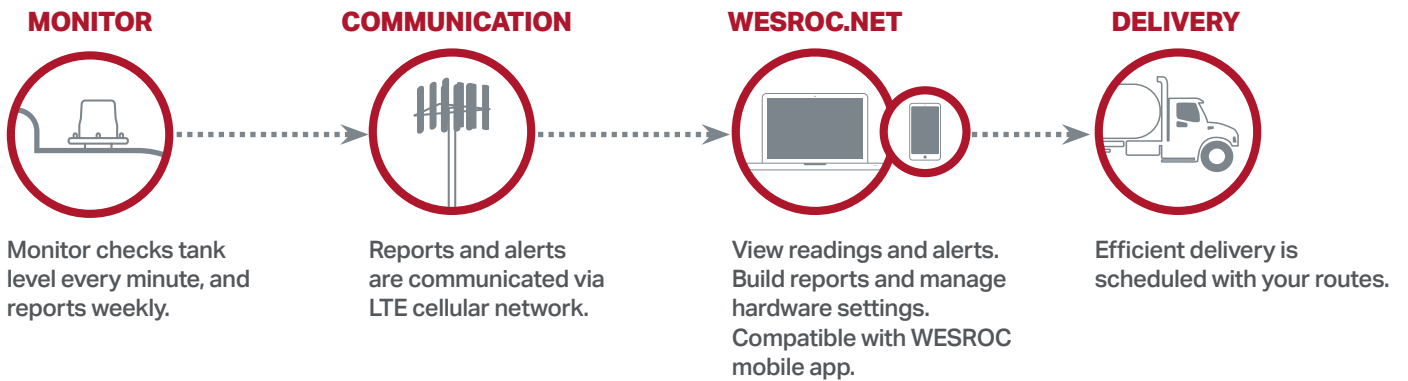 MONITOR
Monitor checks tank
level every minute, and
reports weekly.
COMMUNICATION
Reports and alerts
are communicated via
LTE cellular network.
WESROC.NET
View readings and alerts.
Build reports and manage
hardware settings.
Compatible with WESROC
mobile app.
DELIVERY
Efficient delivery is
scheduled with your routes.